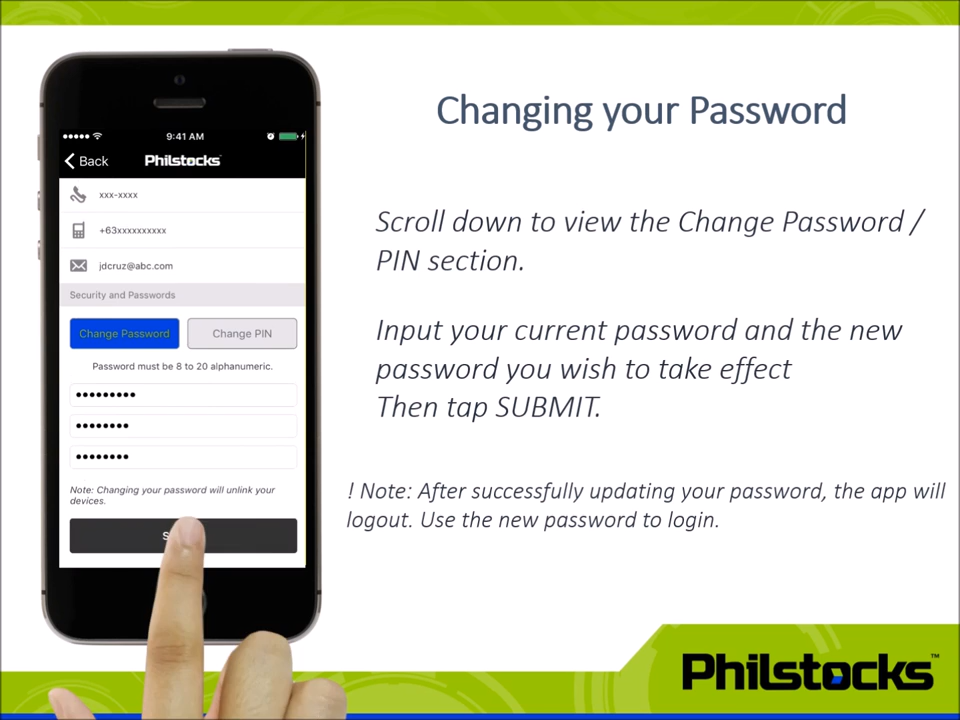 Changing your Password
9:41 AM
Back
Philstocks
xxx-xxxx
+63xxxxxxxxxx
jdcruz@abc.com
Security and Passwords
Change Password
Change PIN
Password must be 8 to 20 alphanumeric.
●●●●●●●●●
●●●●●●●●
●●●●●●●●
Note: Changing your password will unlink your
devices.
Scroll down to view the Change Password /
PIN section.
Input your current password and the new
password you wish to take effect
Then tap SUBMIT.
! Note: After successfully updating your password, the app will
logout. Use the new password to login.
Philstocks™